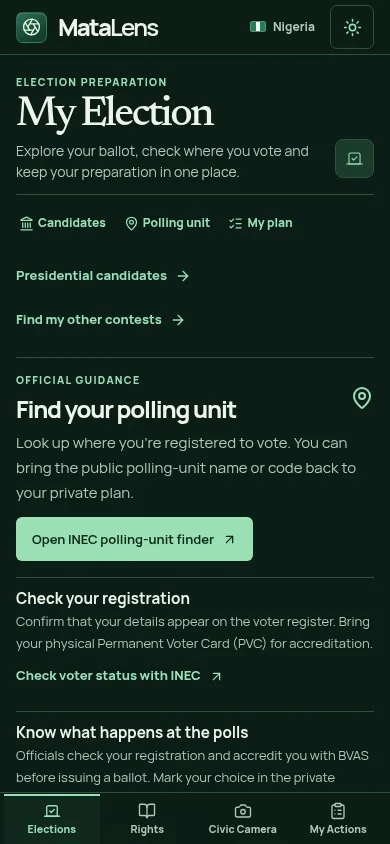 MataLens
Nigeria
ELECTION PREPARATION
My Election
Explore your ballot, check where you vote and
keep your preparation in one place.
Candidates Polling unit My plan
Presidential candidates
Find my other contests
OFFICIAL GUIDANCE
Find your polling unit
Look up where you're registered to vote. You can
bring the public polling-unit name or code back to
your private plan.
Open INEC polling-unit finder
Check your registration
Confirm that your details appear on the voter register. Bring
your physical Permanent Voter Card (PVC) for accreditation.
Check voter status with INEC
Know what happens at the polls
Officials check your registration and accredit you with BVAS
before issuing a ballot. Mark your choice in the private
Elections Rights Civic Camera My Actions